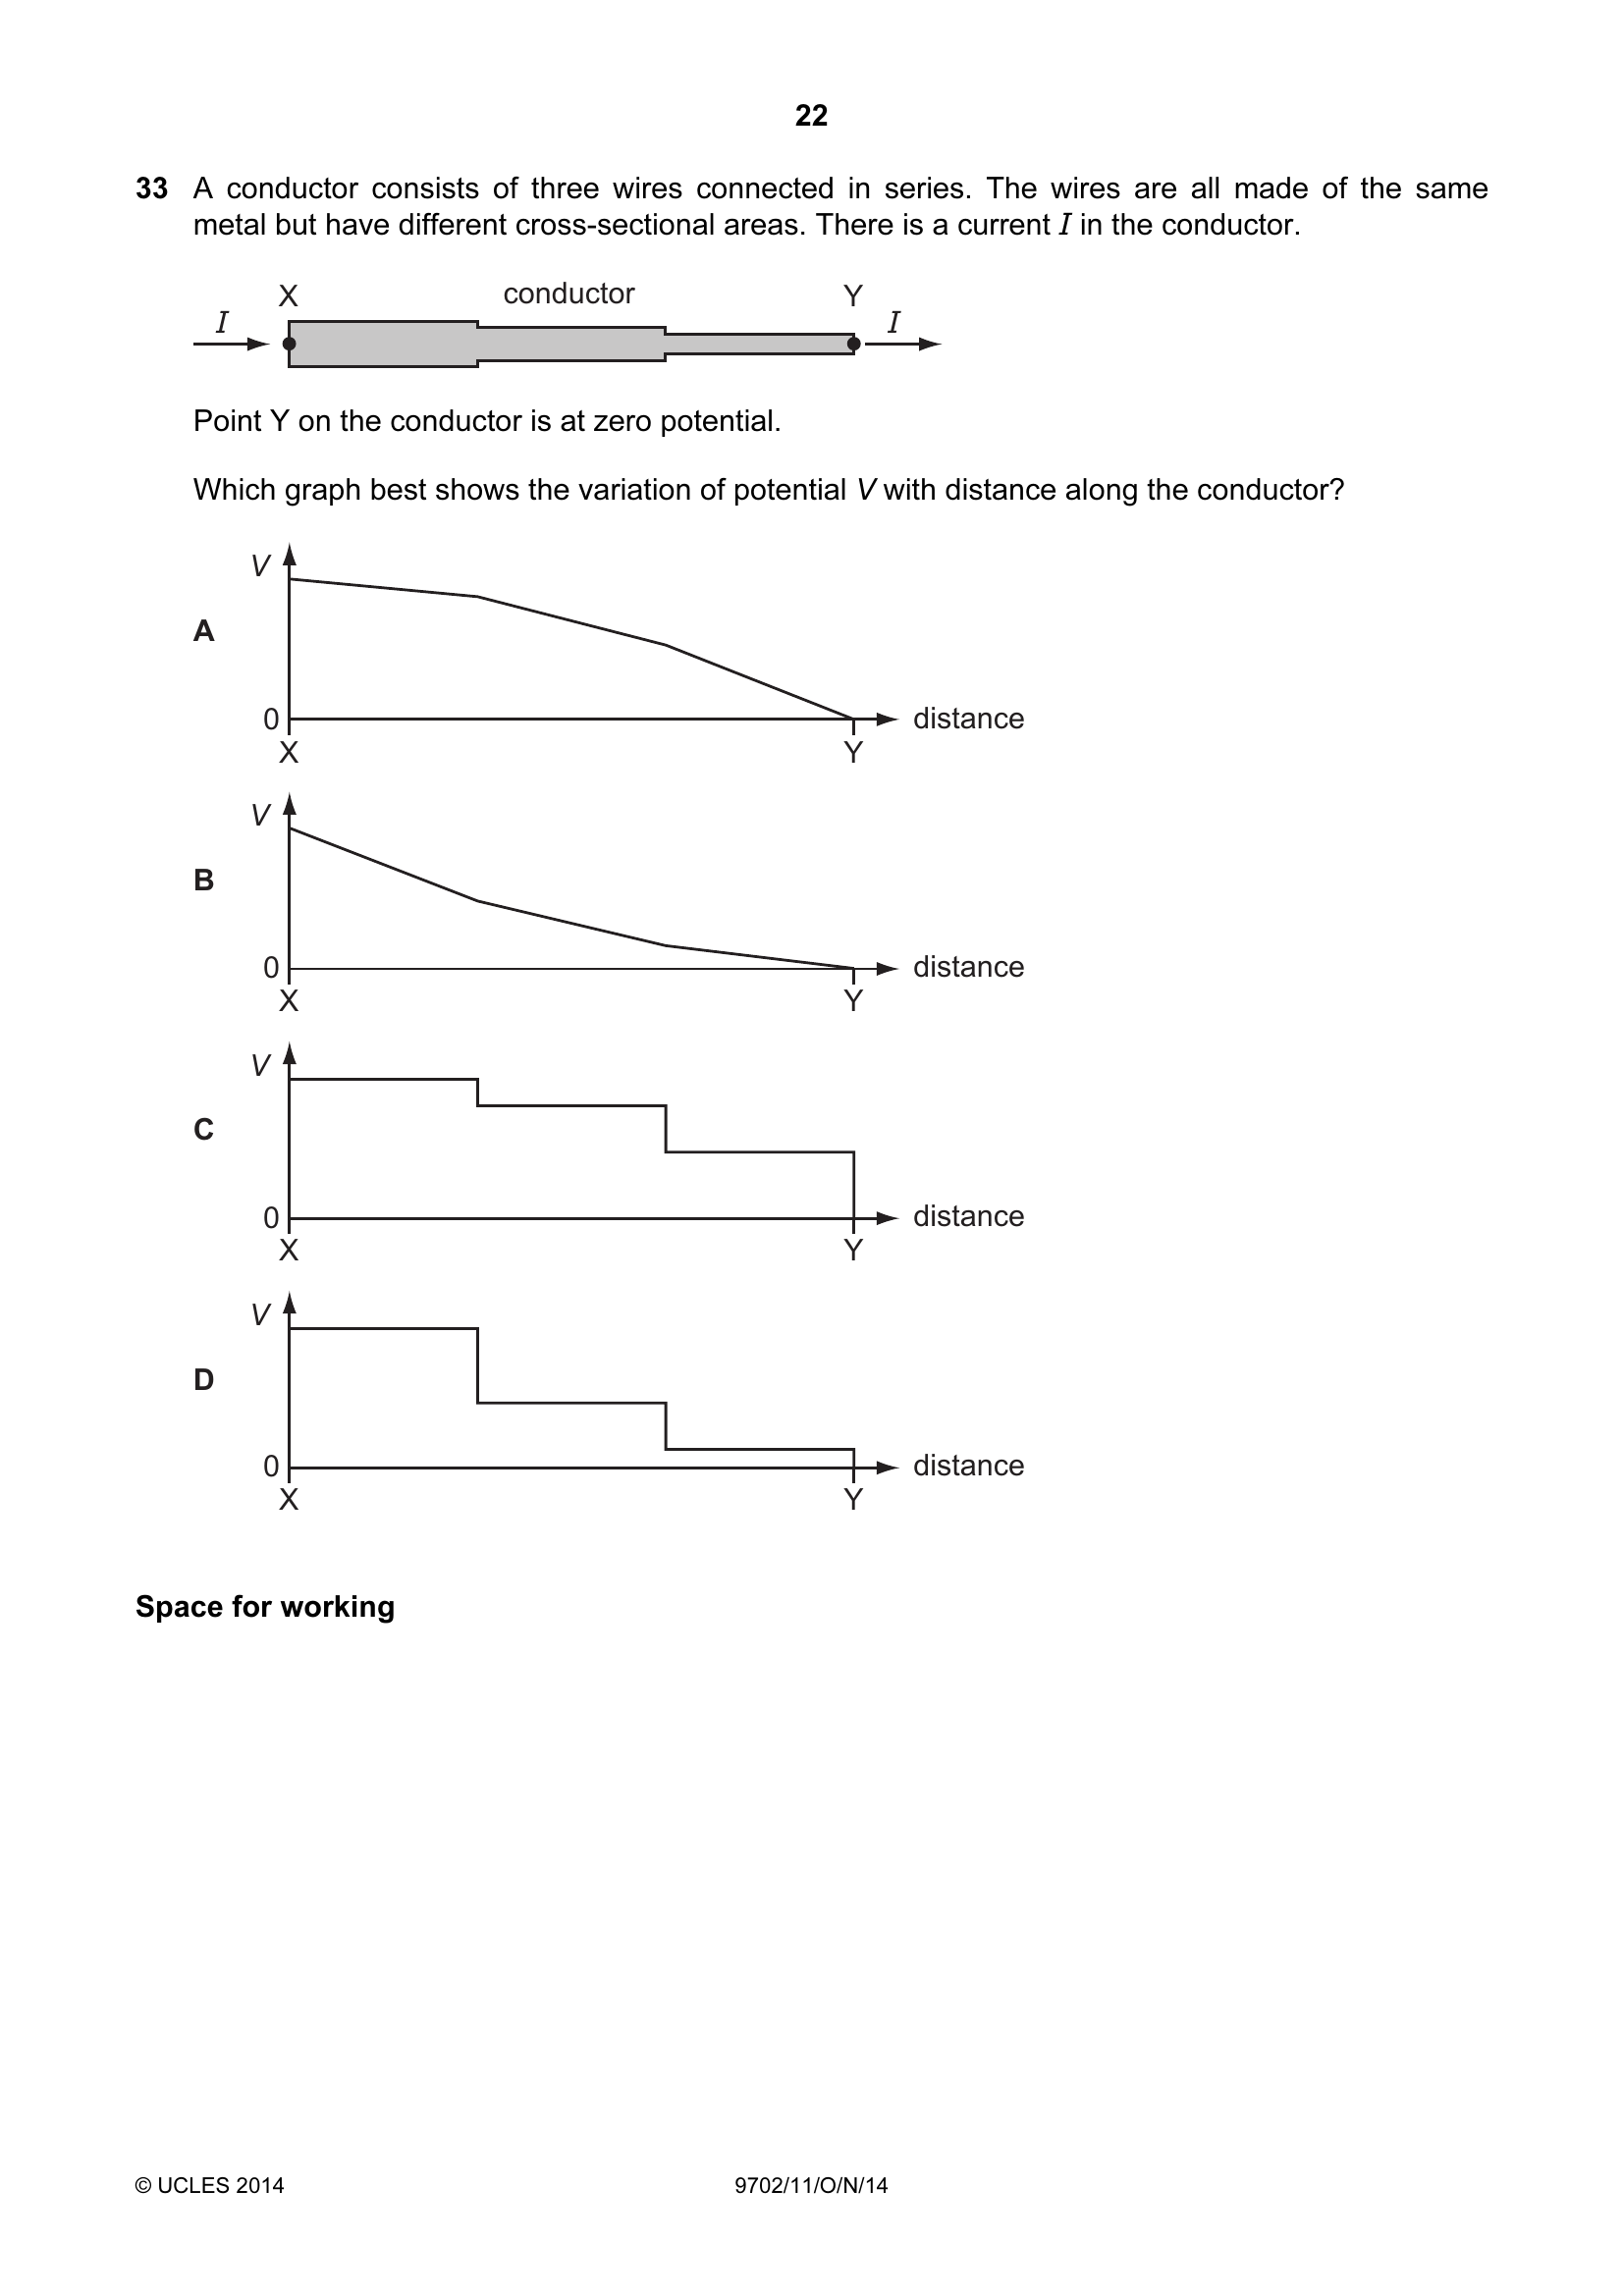 22
33 A conductor consists of three wires connected in series. The wires are all made of the same
metal but have different cross-sectional areas. There is a current I in the conductor.
X conductor Y
I I
Point Y on the conductor is at zero potential.
Which graph best shows the variation of potential V with distance along the conductor?
V
A
0 distance
X Y
V
B
0 distance
X Y
V
C
0 distance
X Y
V
D
0 distance
X Y
Space for working
© UCLES 2014 9702/11/O/N/14